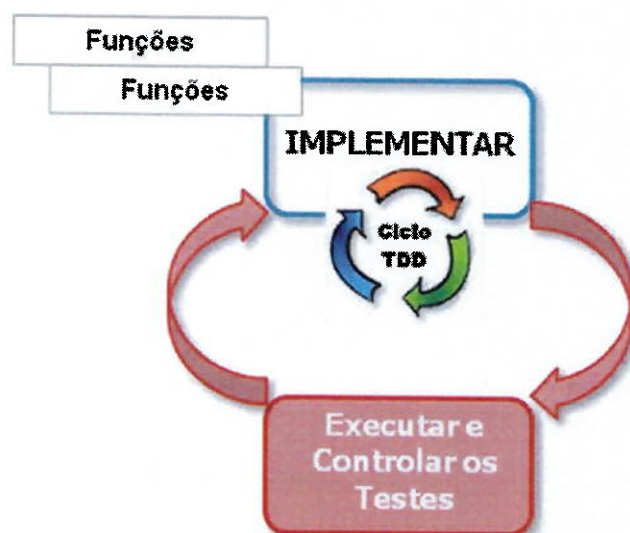 Funções
Funções
IMPLEMENTAR
Ciclo
TDD
Executar e
Controlar os
Testes